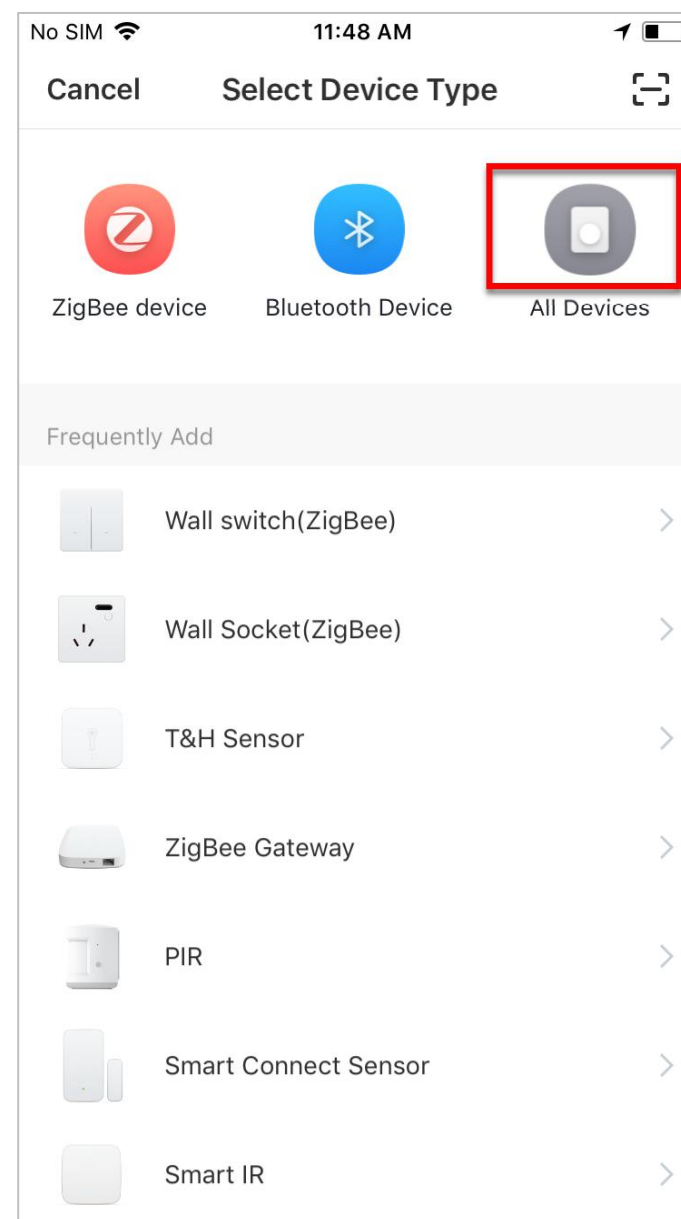 No SIM 11:48 AM
Cancel Select Device Type
ZigBee device Bluetooth Device All Devices
Frequently Add
Wall switch(ZigBee)
Wall Socket(ZigBee)
T&H Sensor
ZigBee Gateway
PIR
Smart Connect Sensor
Smart IR